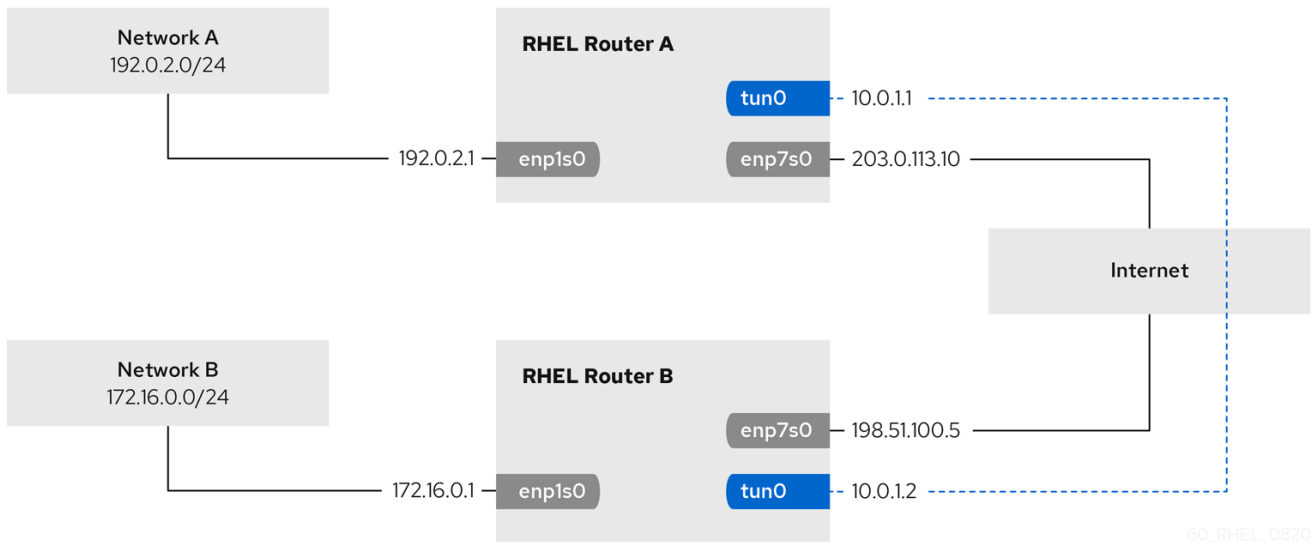 Network A
192.0.2.0/24
RHEL Router A
tun0
10.0.1.1
192.0.2.1
enp1s0
enp7s0
203.0.113.10
Internet
Network B
172.16.0.0/24
RHEL Router B
enp7s0
198.51.100.5
172.16.0.1
enp1s0
tun0
10.0.1.2
60_RHEL_0820